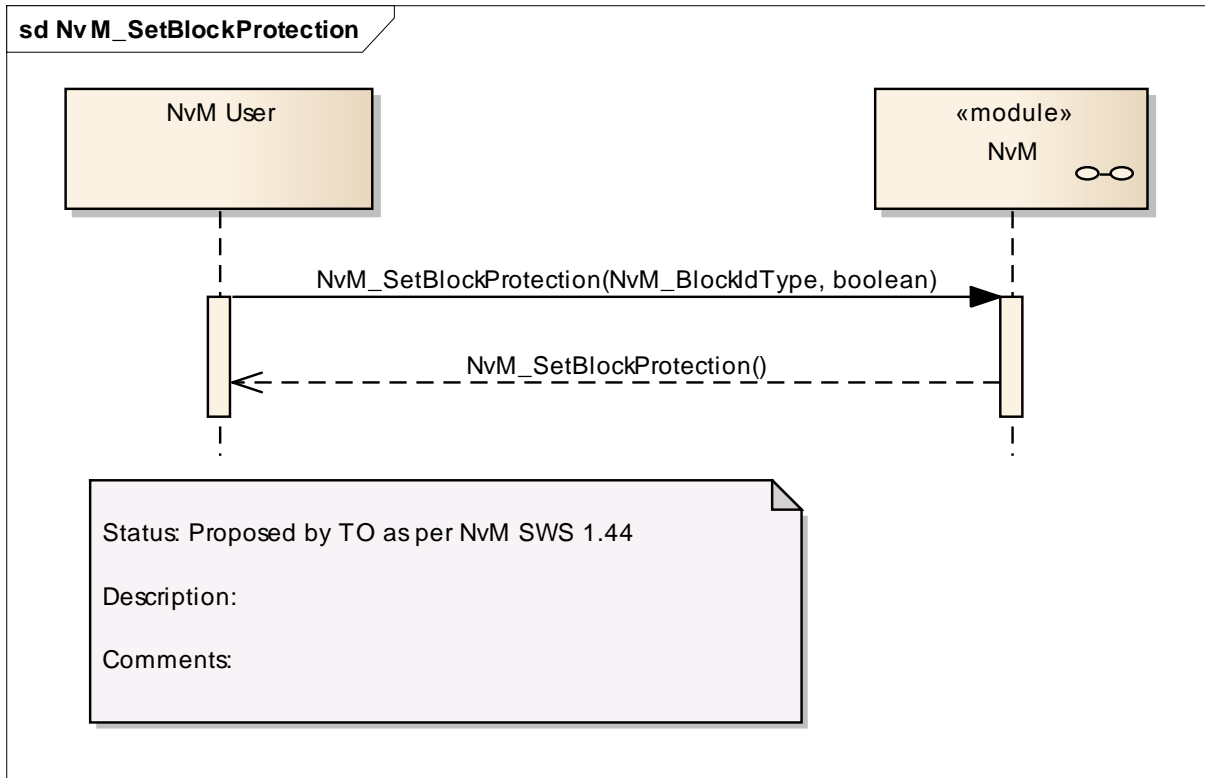 sd NvM_SetBlockProtection
NvM User
«module»
NvM
NvM_SetBlockProtection(NvM_BlockIdType, boolean)
NvM_SetBlockProtection()
Status: Proposed by TO as per NvM SWS 1.44
Description:
Comments: